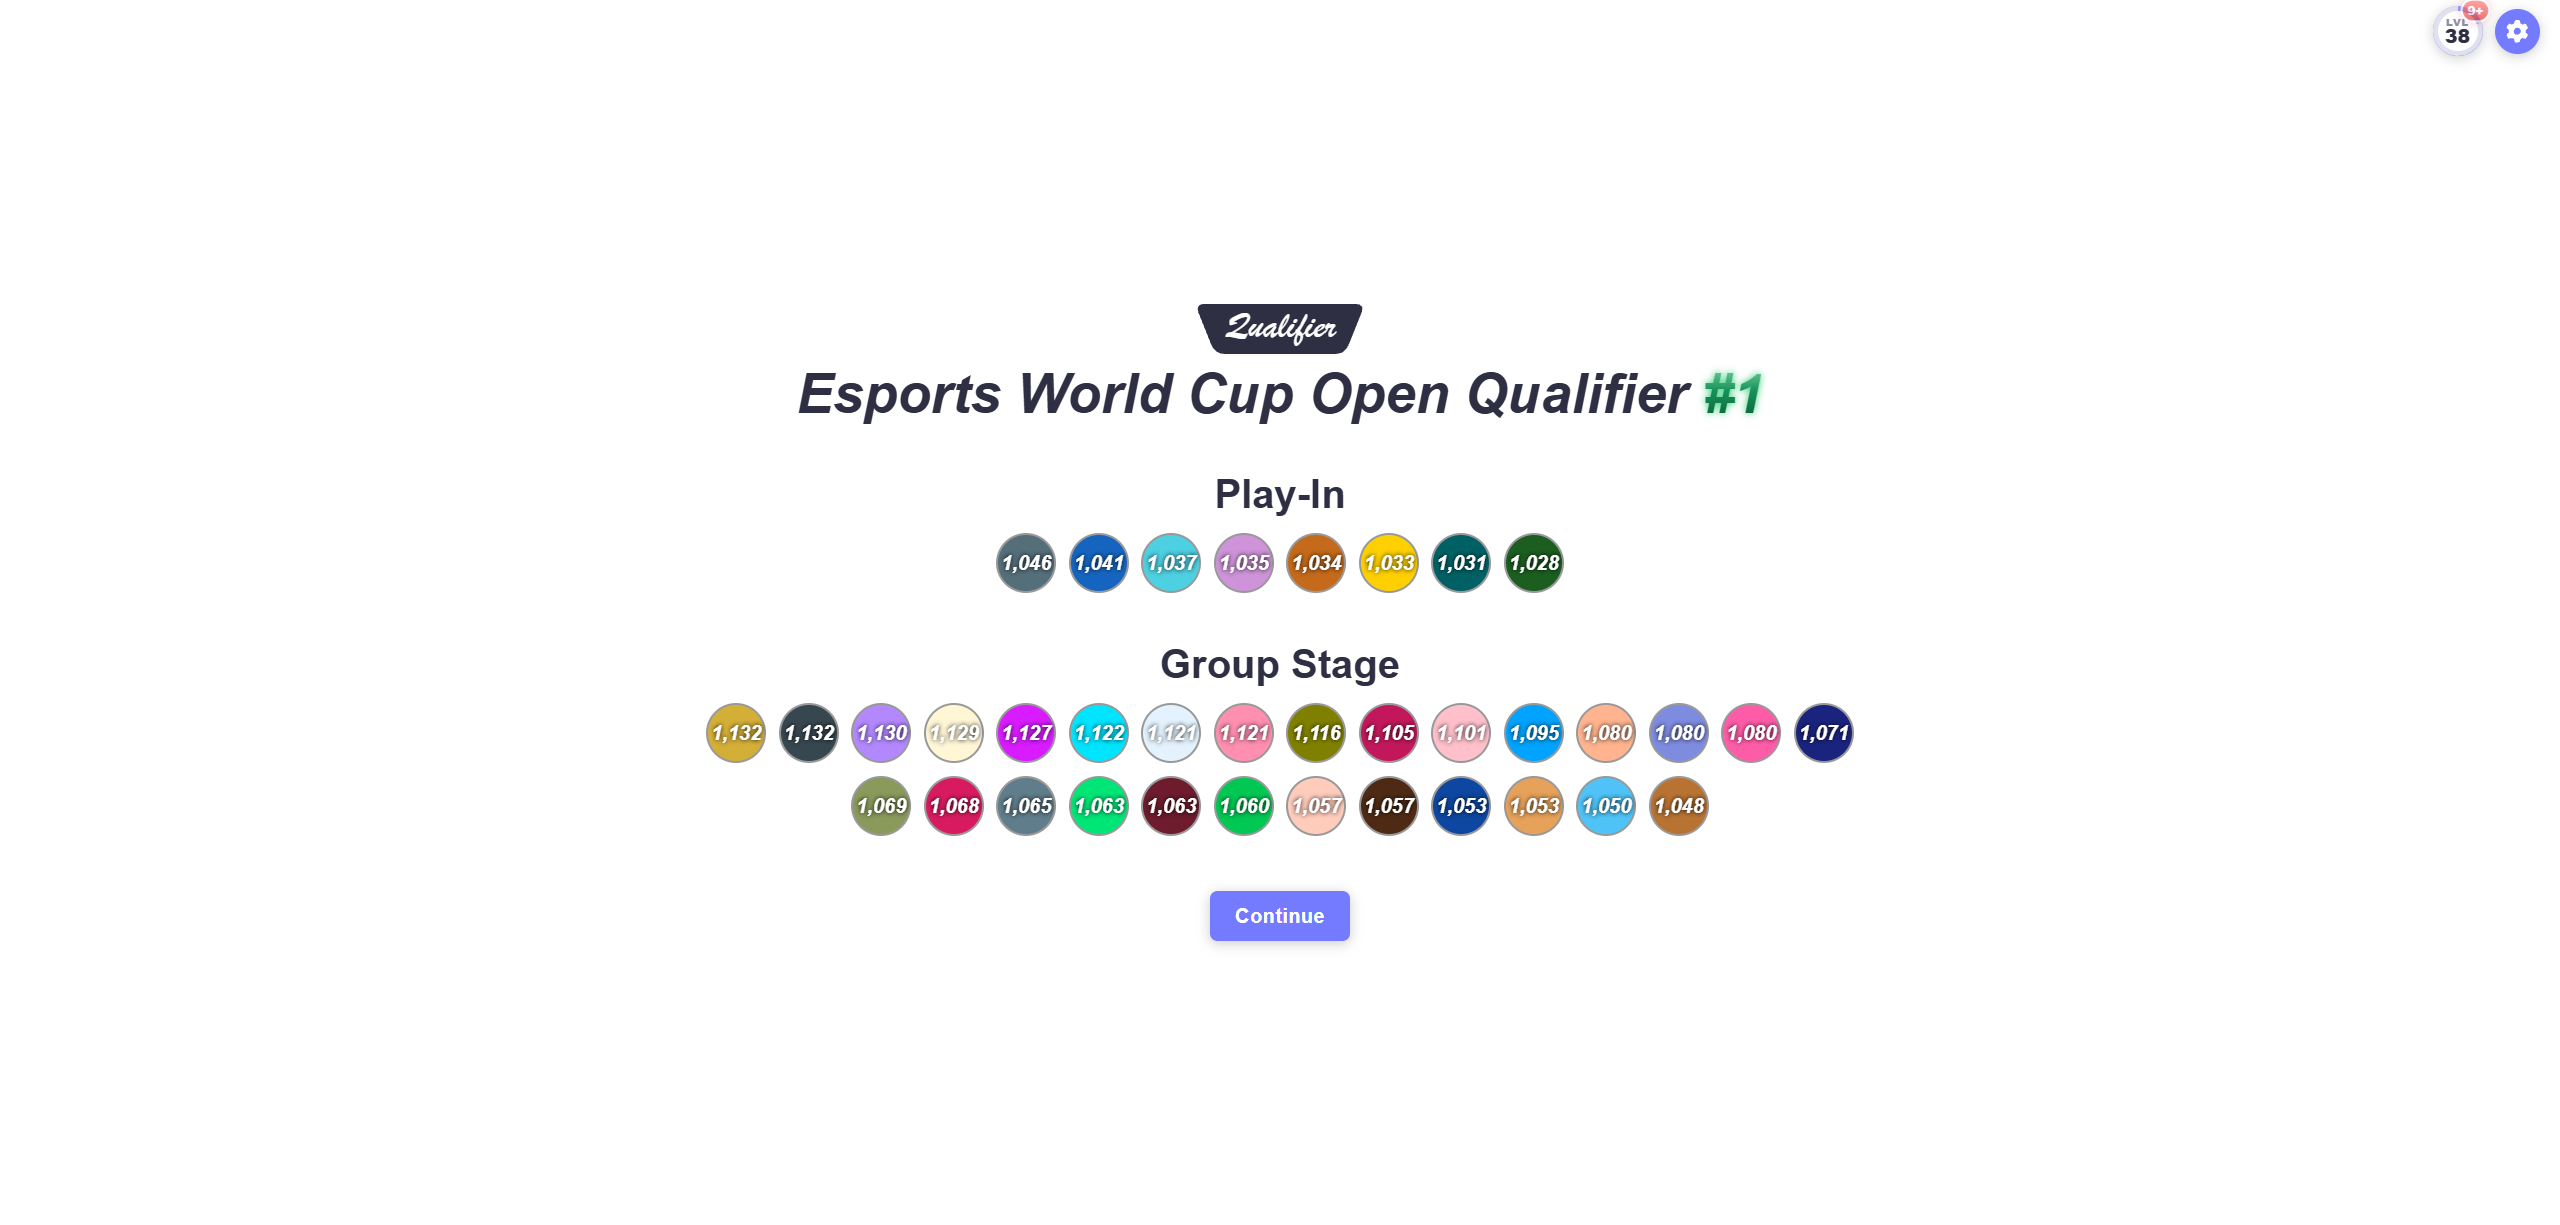 9+
LVL
38
Qualifier
Esports World Cup Open Qualifier #1
Play-In
1,046 1,041 1,037 1,035 1,034 1,033 1,031 1,028
Group Stage
1,132 1,132 1,130 1,129 1,127 1,122 1,121 1,121 1,116 1,105 1,101 1,095 1,080 1,080 1,080 1,071
1,069 1,068 1,065 1,063 1,063 1,060 1,057 1,057 1,053 1,053 1,050 1,048
Continue